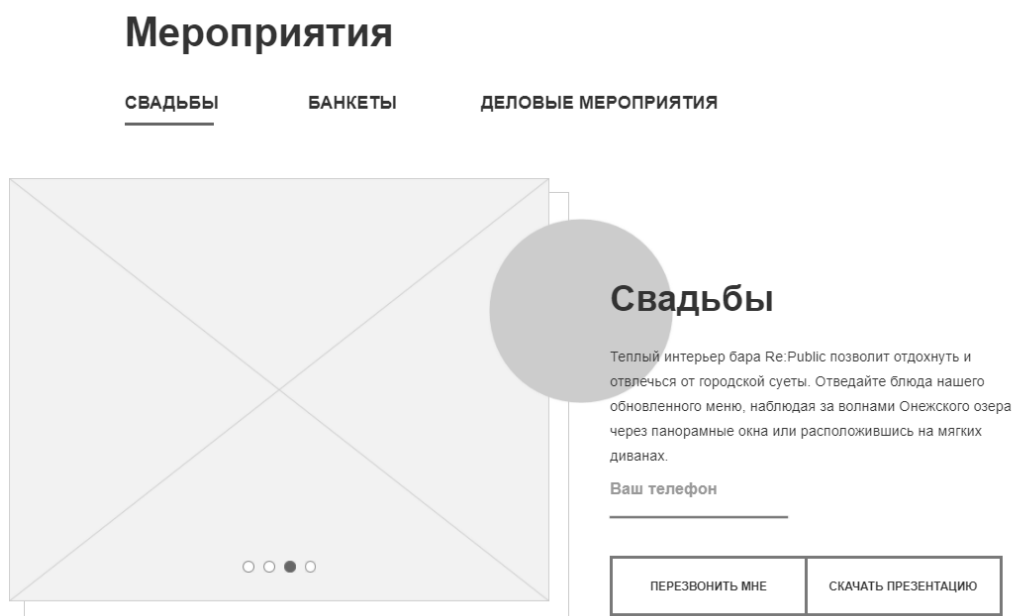 Мероприятия
СВАДЬБЫ БАНКЕТЫ ДЕЛОВЫЕ МЕРОПРИЯТИЯ
Свадьбы
Теплый интерьер бара Re:Public позволит отдохнуть и
отвлечься от городской суеты. Отведайте блюда нашего
обновленного меню, наблюдая за волнами Онежского озера
через панорамные окна или расположившись на мягких
диванах.
Ваш телефон
ПЕРЕЗВОНИТЬ МНЕ СКАЧАТЬ ПРЕЗЕНТАЦИЮ